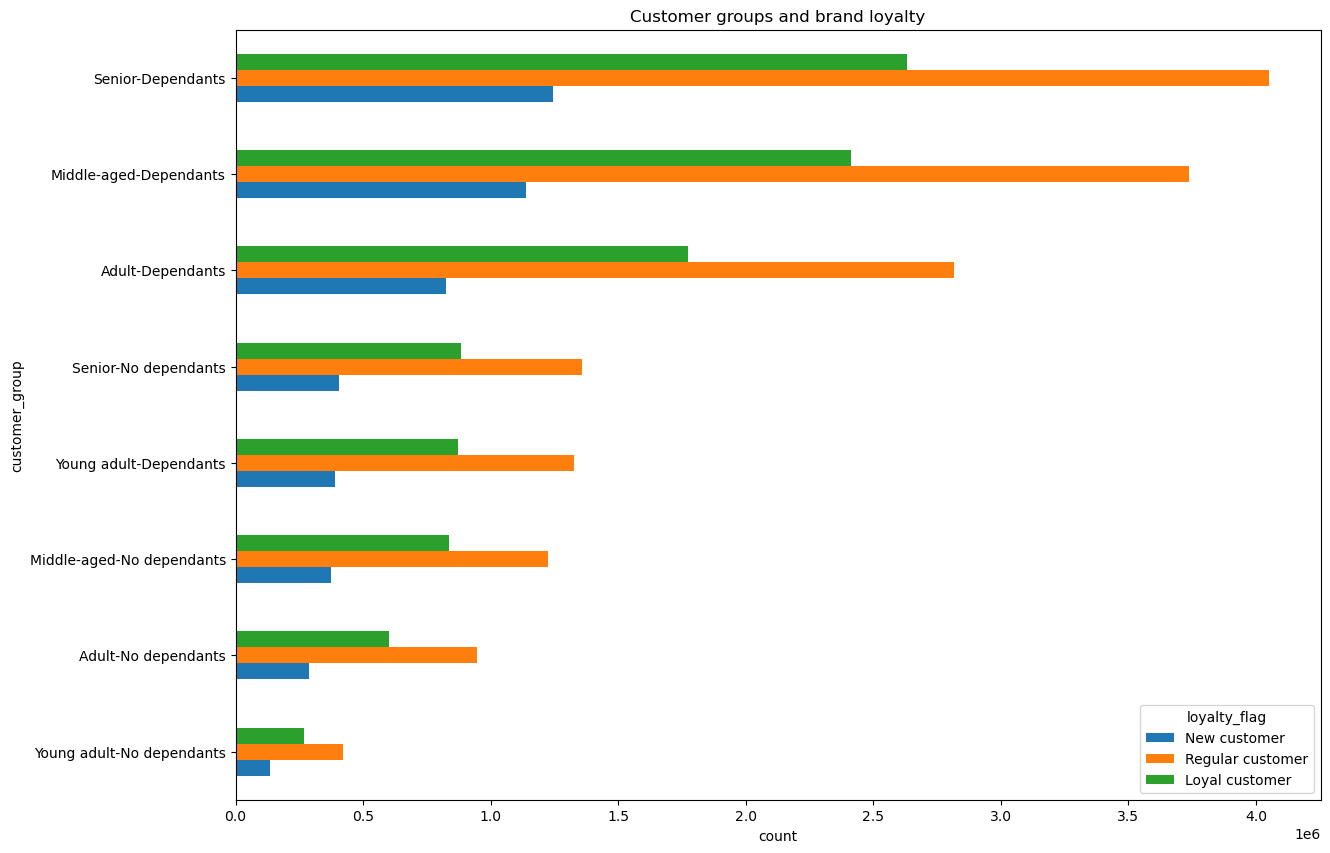 Customer groups and brand loyalty
customer_group
Senior-Dependants
Middle-aged-Dependants
Adult-Dependants
Senior-No dependants
Young adult-Dependants
Middle-aged-No dependants
Adult-No dependants
Young adult-No dependants
loyalty_flag
New customer
Regular customer
Loyal customer
0.0 0.5 1.0 1.5 2.0 2.5 3.0 3.5 4.0
1e6
count